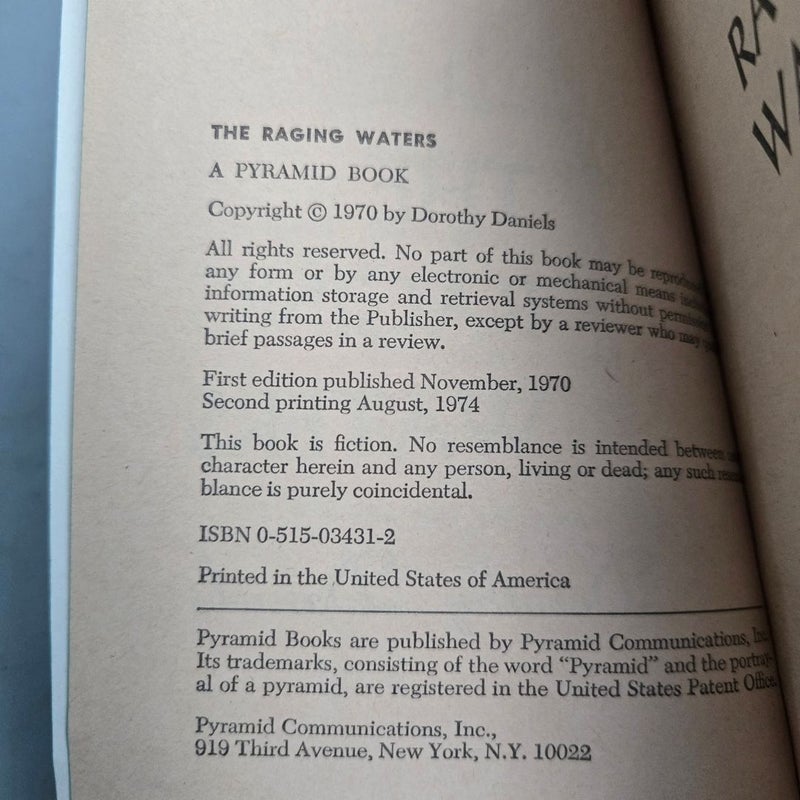 THE RAGING WATERS
A PYRAMID BOOK
Copyright © 1970 by Dorothy Daniels
All rights reserved. No part of this book may be
any form or by any electronic or mechanical means
information storage and retrieval systems without
writing from the Publisher, except by a reviewer who may
brief passages in a review.
First edition published November, 1970
Second printing August, 1974
This book is fiction. No resemblance is intended between
character herein and any person, living or dead; any such
blance is purely coincidental.
ISBN 0-515-03431-2
Printed in the United States of America
Pyramid Books are published by Pyramid Communications, Inc.
Its trademarks, consisting of the word “Pyramid” and the portray-
al of a pyramid, are registered in the United States Patent Office.
Pyramid Communications, Inc.,
919 Third Avenue, New York, N.Y. 10022